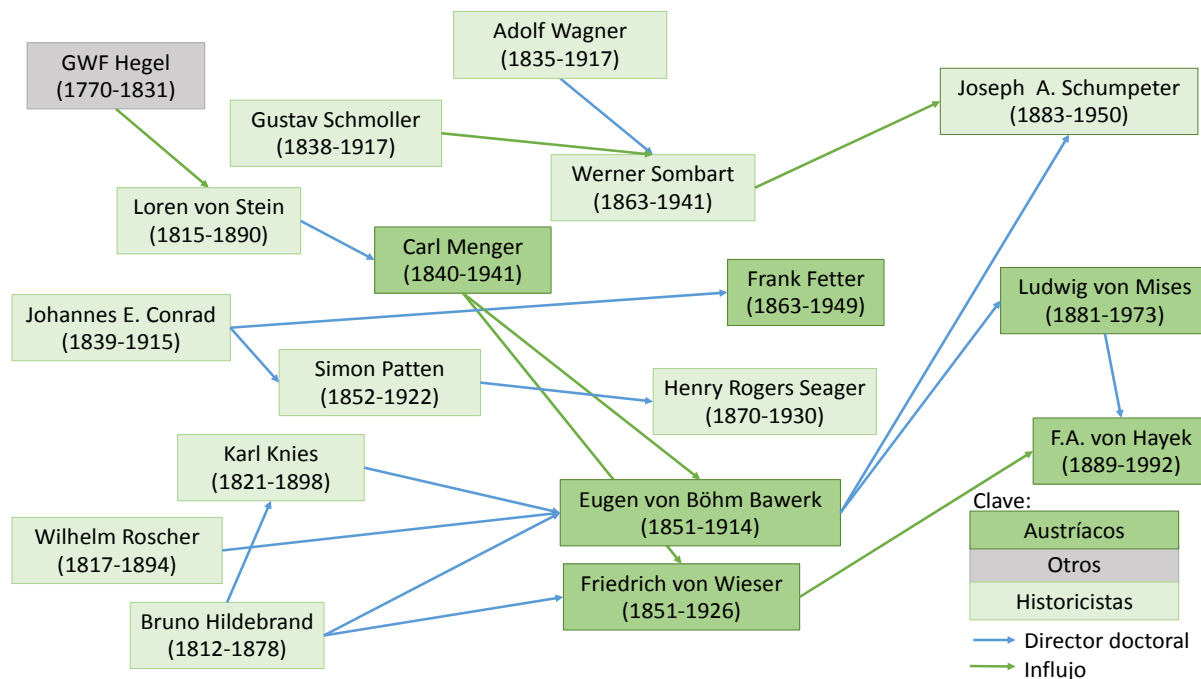 Adolf Wagner
(1835-1917)
GWF Hegel
(1770-1831)
Joseph A. Schumpeter
(1883-1950)
Gustav Schmoller
(1838-1917)
Werner Sombart
(1863-1941)
Loren von Stein
(1815-1890)
Carl Menger
(1840-1941)
Frank Fetter
(1863-1949)
Ludwig von Mises
(1881-1973)
Johannes E. Conrad
(1839-1915)
Simon Patten
(1852-1922)
Henry Rogers Seager
(1870-1930)
F.A. von Hayek
(1889-1992)
Karl Knies
(1821-1898)
Eugen von Böhm Bawerk
(1851-1914)
Wilhelm Roscher
(1817-1894)
Friedrich von Wieser
(1851-1926)
Bruno Hildebrand
(1812-1878)
Clave:
Austríacos
Otros
Historicistas
Director doctoral
Influjo